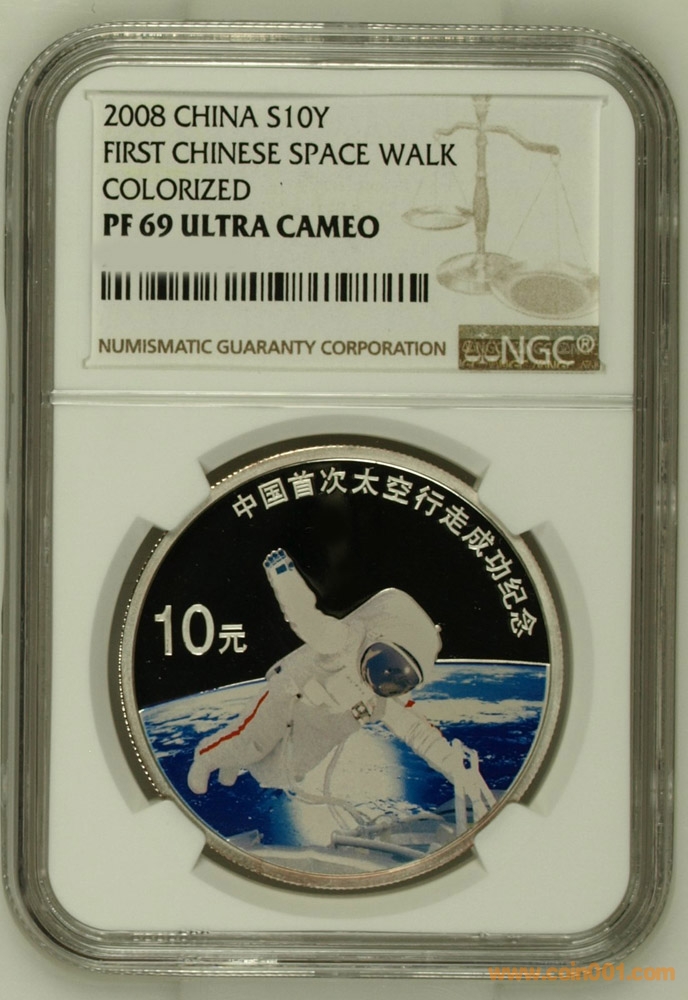 2008 CHINA S10Y
FIRST CHINESE SPACE WALK
COLORIZED
PF 69 ULTRA CAMEO
NUMISMATIC GUARANTY CORPORATION
NGC®
中国首次太空行走成功纪念
10元
www.coin001.com